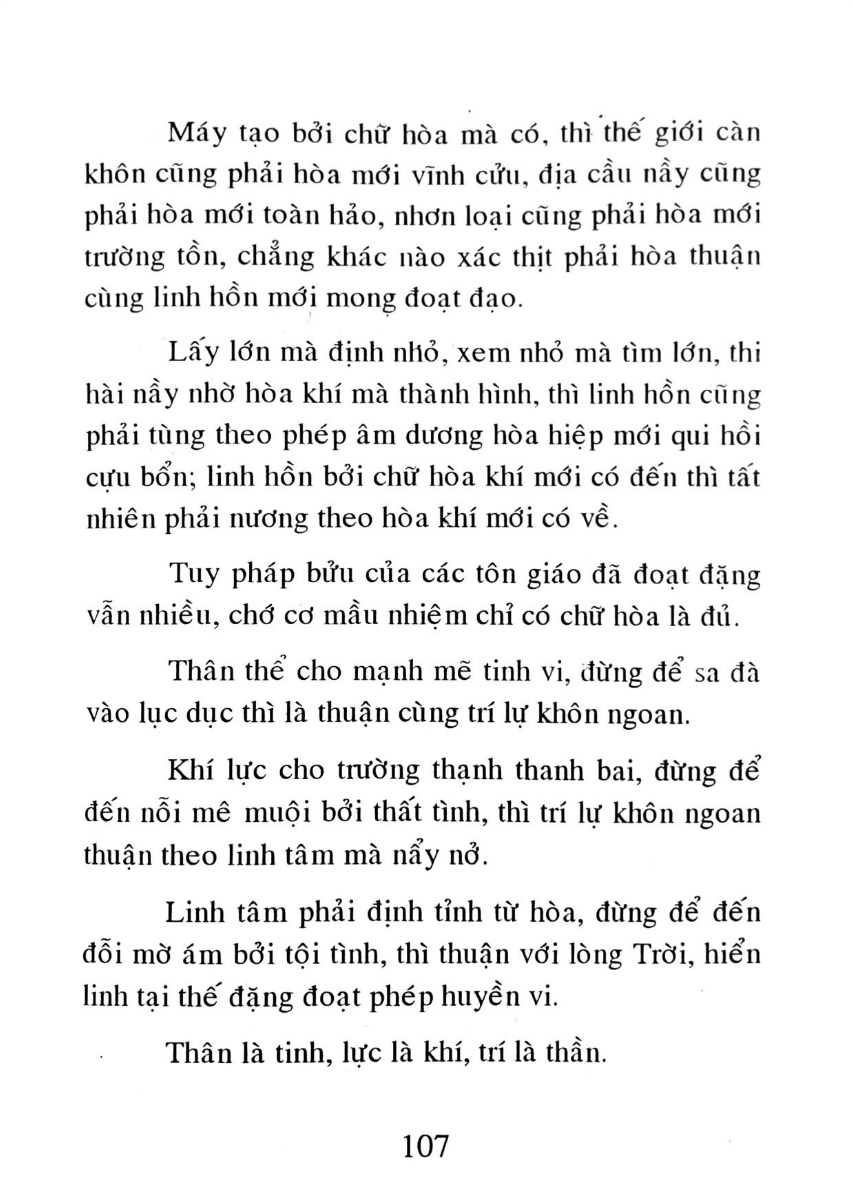 Máy tạo bởi chữ hòa mà có, thì thế giới càn
khôn cũng phải hòa mới vĩnh cửu, địa cầu nầy cũng
phải hòa mới toàn hảo, nhơn loại cũng phải hòa mới
trường tồn, chẳng khác nào xác thịt phải hòa thuận
cùng linh hồn mới mong đoạt đạo.
Lấy lớn mà định nhỏ, xem nhỏ mà tìm lớn, thi
hài nầy nhờ hòa khí mà thành hình, thì linh hồn cũng
phải tùng theo phép âm dương hòa hiệp mới qui hồi
cựu bổn; linh hồn bởi chữ hòa khí mới có đến thì tất
nhiên phải nương theo hòa khí mới có về.
Tuy pháp bửu của các tôn giáo đã đoạt đặng
vẫn nhiều, chớ cơ mầu nhiệm chỉ có chữ hòa là đủ.
Thân thể cho mạnh mẽ tinh vi, đừng để sa đà
vào lục dục thì là thuận cùng trí lự khôn ngoan.
Khí lực cho trường thạnh thanh bai, đừng để
đến nỗi mê muội bởi thất tình, thì trí lự khôn ngoan
thuận theo linh tâm mà nẩy nở.
Linh tâm phải định tỉnh từ hòa, đừng để đến
đỗi mờ ám bởi tội tình, thì thuận với lòng Trời, hiển
linh tại thế đặng đoạt phép huyền vi.
Thân là tinh, lực là khí, trí là thần.
107